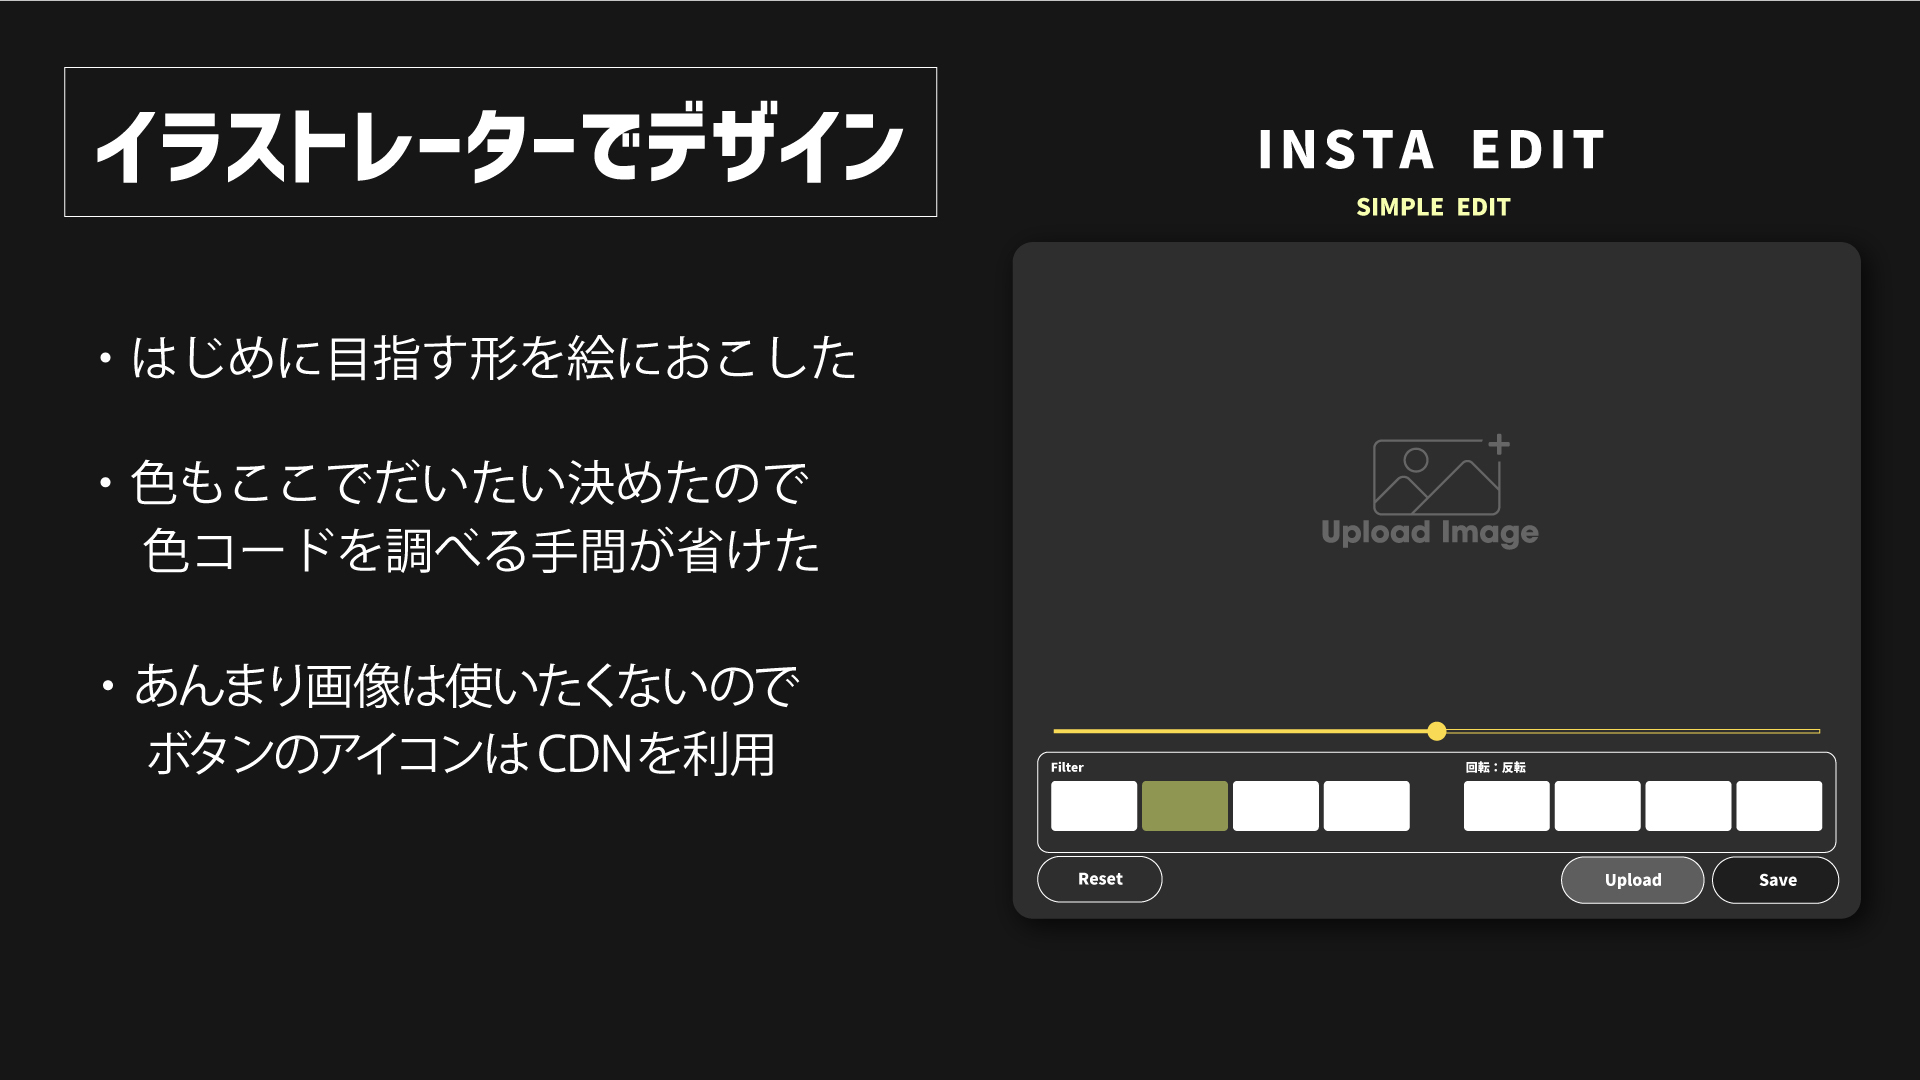 イラストレーターでデザイン
・はじめに目指す形を絵におこした
・色もここでだいたい決めたので
色コードを調べる手間が省けた
・あんまり画像は使いたくないので
ボタンのアイコンは CDNを利用
INSTA EDIT
SIMPLE EDIT
Upload Image
Filter
回転：反転
Reset
Upload
Save